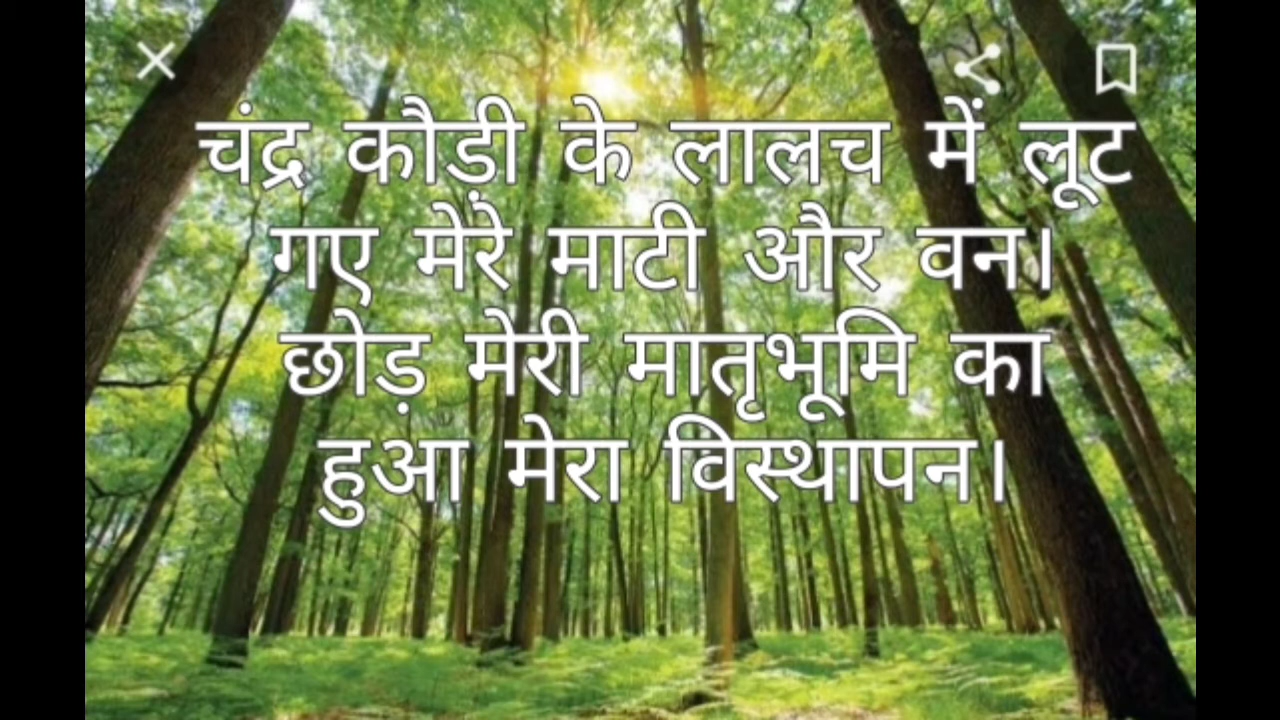 चंद्र कौड़ी के लालच में लूट
गए मेरे माटी और वन।
छोड़ मेरी मातृभूमि का
हुआ मेरा विस्थापन।